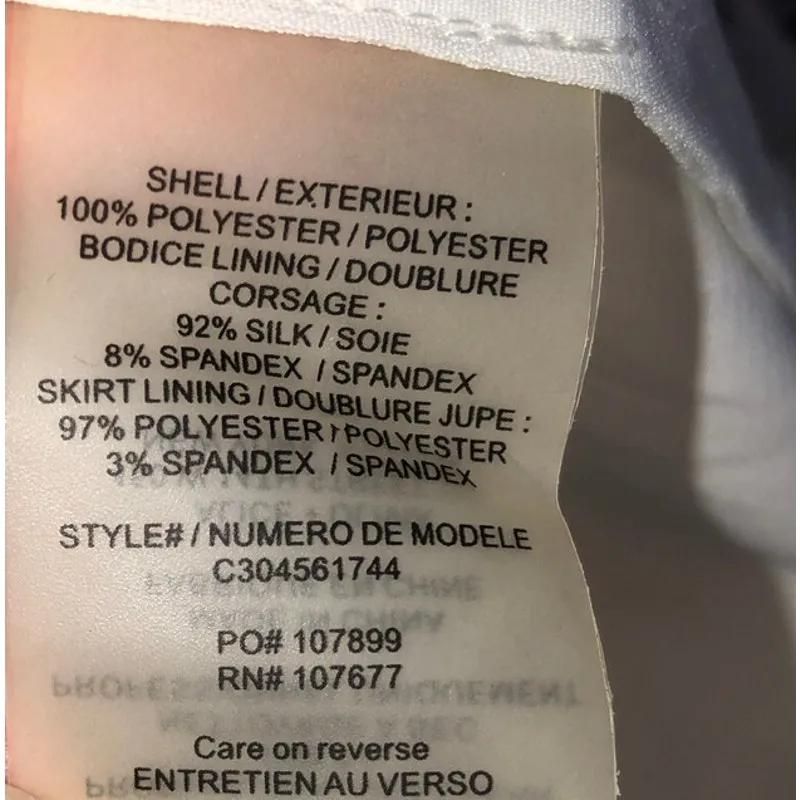 SHELL / EXTERIEUR :
100% POLYESTER / POLYESTER
BODICE LINING / DOUBLURE
CORSAGE :
92% SILK / SOIE
8% SPANDEX / SPANDEX
SKIRT LINING / DOUBLURE JUPE :
97% POLYESTER / POLYESTER
3% SPANDEX / SPANDEX
STYLE# / NUMERO DE MODELE
C304561744
PO# 107899
RN# 107677
Care on reverse
ENTRETIEN AU VERSO